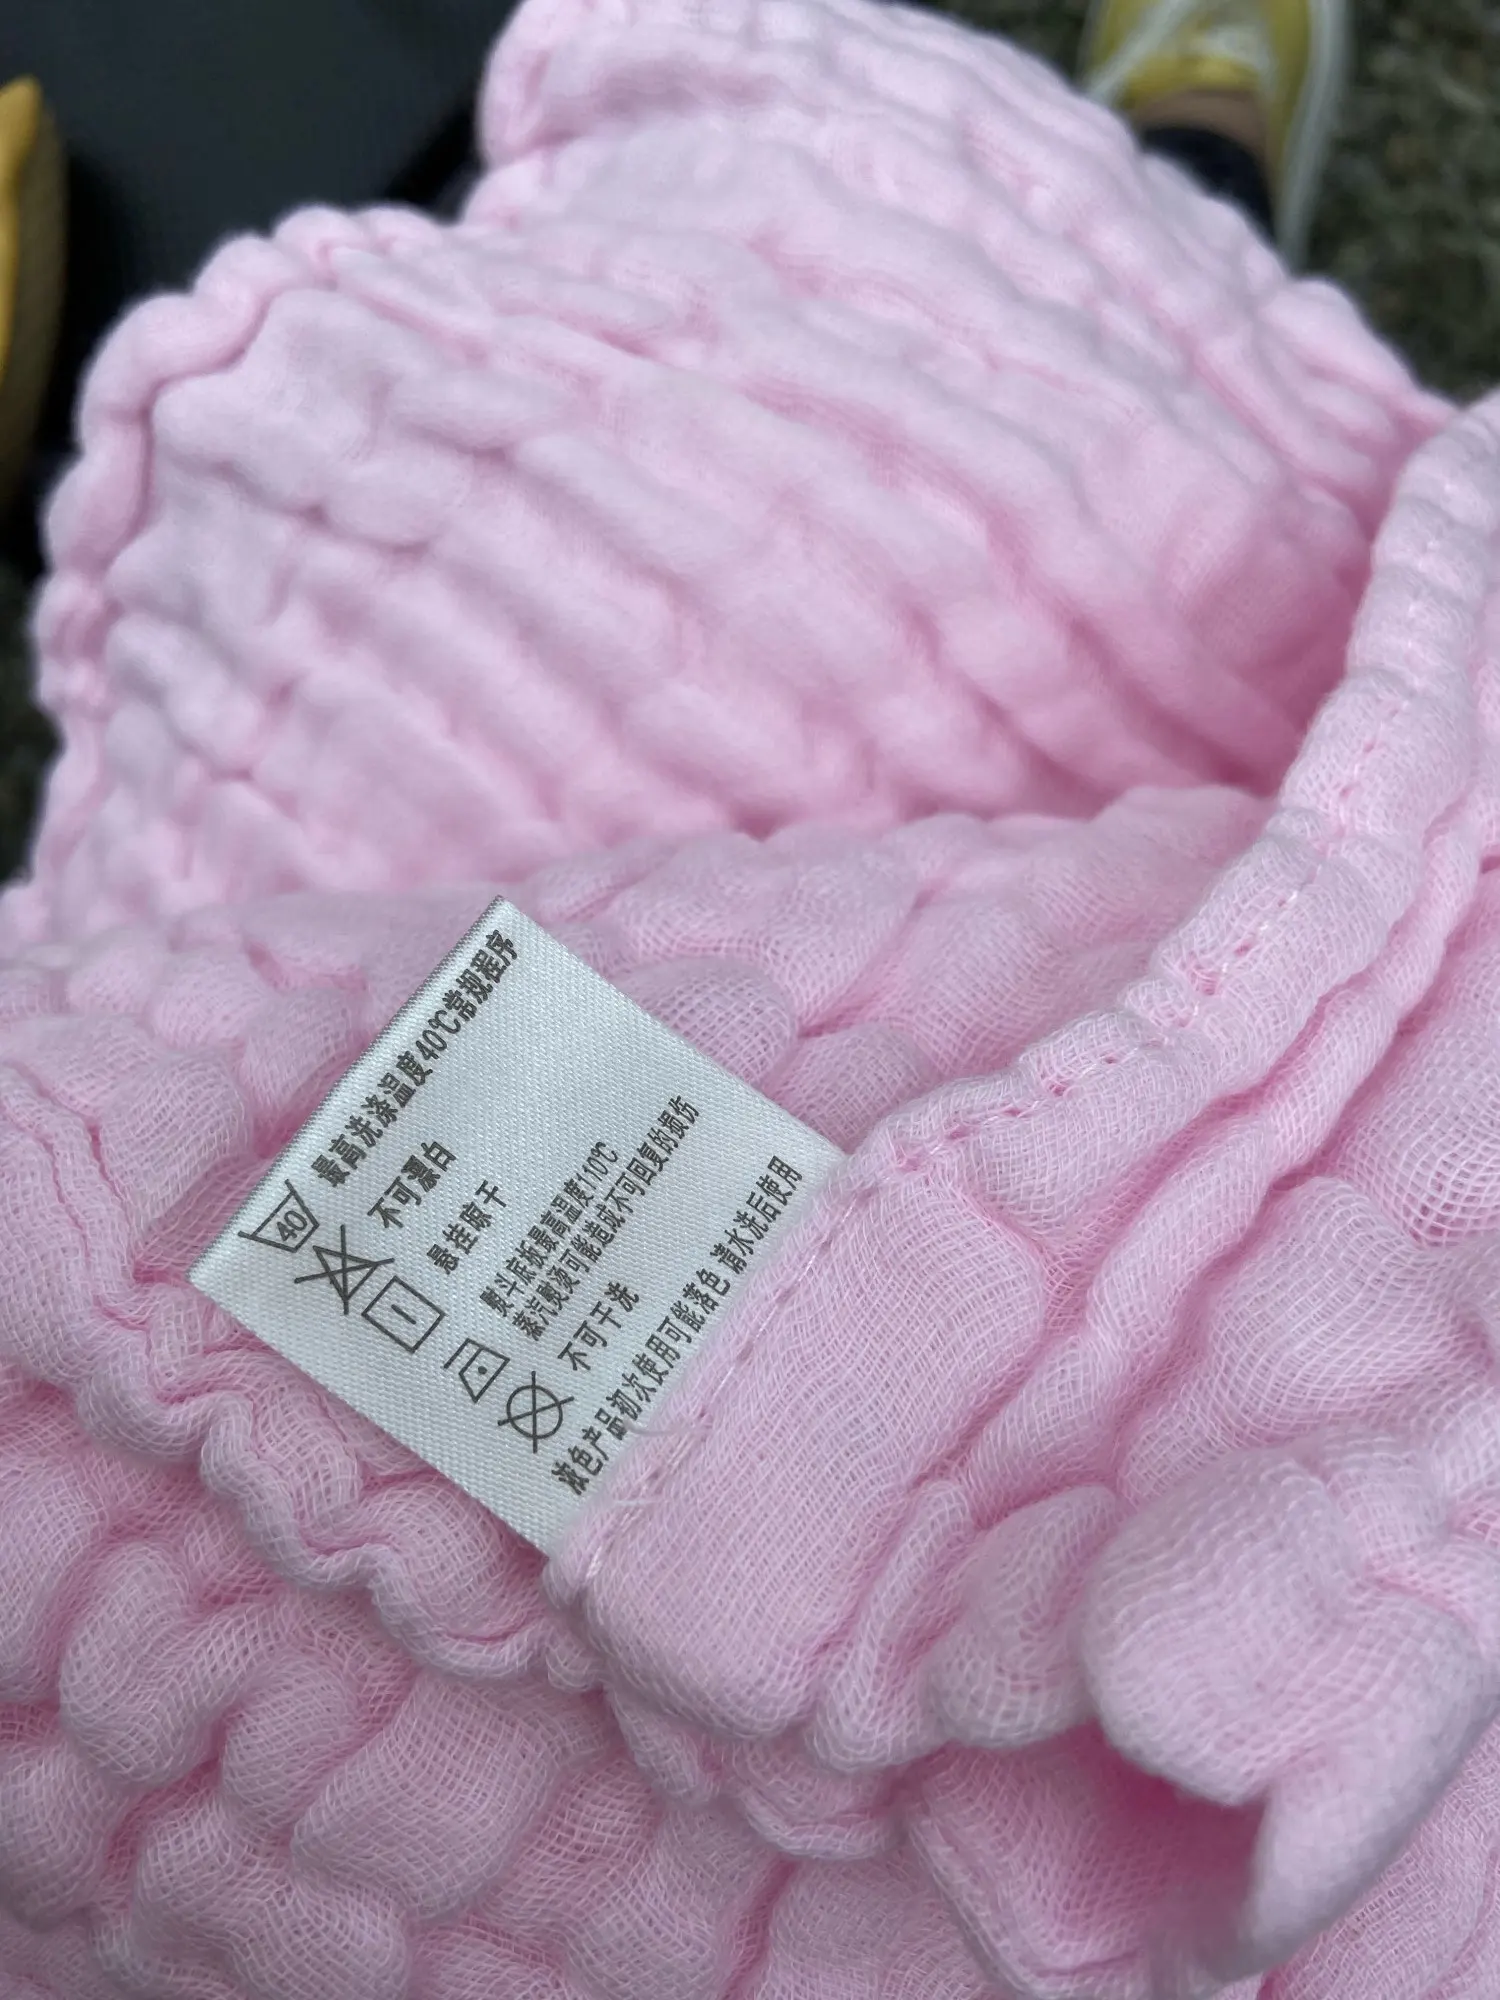 最高洗涤温度40℃常规程序
40
不可漂白
悬挂晾干
熨斗底板最高温度110℃
蒸汽熨烫可能造成不可回复的损伤
不可干洗
浓色产品初次使用可能落色 请水洗后使用